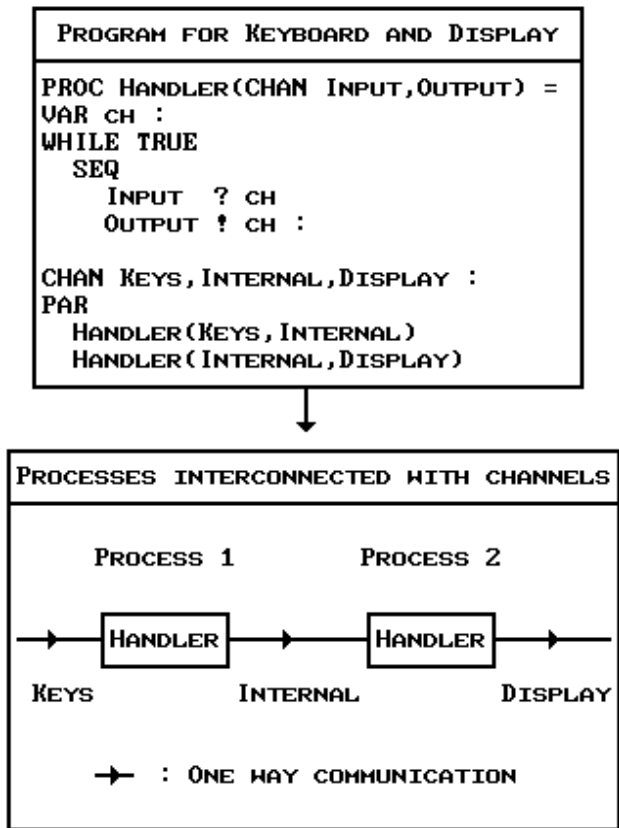 Program for Keyboard and Display
PROC Handler(CHAN Input,Output) =
VAR ch :
WHILE TRUE
SEQ
Input ? ch
Output ! ch :
CHAN Keys,Internal,Display :
PAR
Handler(Keys,Internal)
Handler(Internal,Display)
Processes interconnected with channels
Process 1 Process 2
Handler Handler
Keys Internal Display
: One way communication